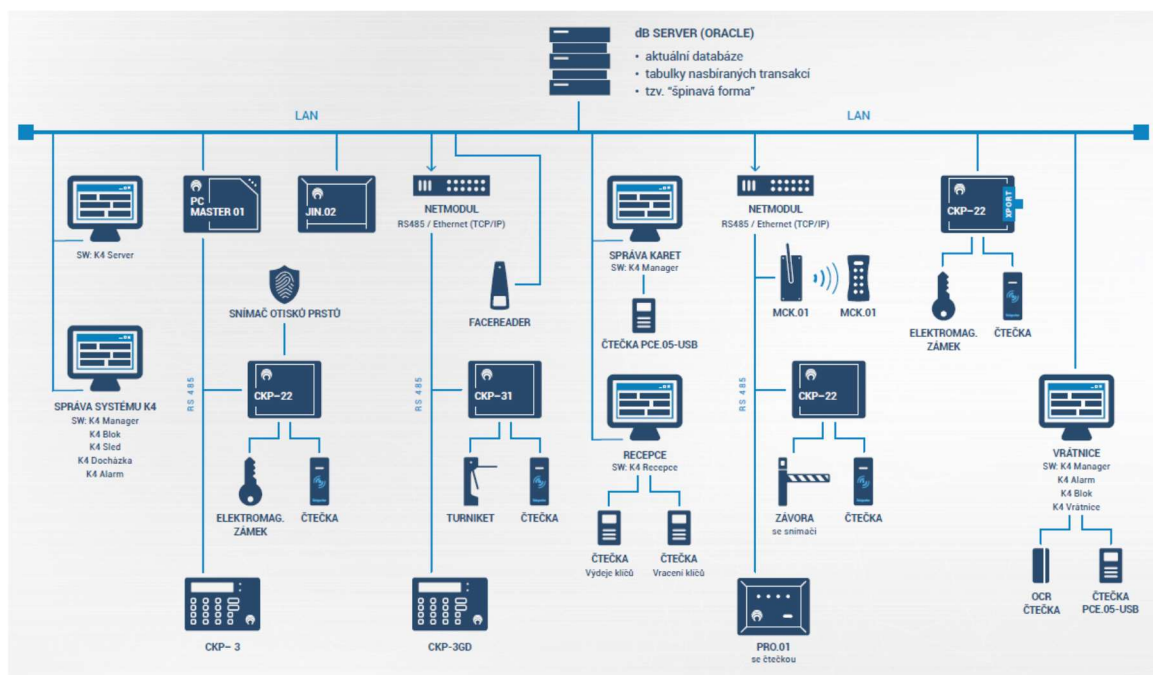 dB SERVER (ORACLE)
• aktuální databáze
• tabulky nasbíraných transakcí
• tzv. “špinavá forma”
LAN
LAN
SW: K4 Server
PC
MASTER 01
JIN.02
NETMODUL
RS485 / Ethernet (TCP/IP)
SPRÁVA KARET
SW: K4 Manager
NETMODUL
RS485 / Ethernet (TCP/IP)
CKP–22
XPORT
SNÍMAČ OTISKŮ PRSTŮ
FACEREADER
ČTEČKA PCE.05-USB
MCK.01
MCK.01
ELEKTROMAG.
ZÁMEK
ČTEČKA
SPRÁVA SYSTÉMU K4
SW: K4 Manager
K4 Blok
K4 Sled
K4 Docházka
K4 Alarm
RS 485
CKP–22
RS 485
CKP–31
RECEPCE
SW: K4 Recepce
RS 485
CKP–22
VRÁTNICE
SW: K4 Manager
K4 Alarm
K4 Blok
K4 Vrátnice
ELEKTROMAG.
ZÁMEK
ČTEČKA
TURNIKET
ČTEČKA
ČTEČKA
Výdeje klíčů
ČTEČKA
Vracení klíčů
ZÁVORA
se snímači
ČTEČKA
OCR
ČTEČKA
ČTEČKA
PCE.05-USB
CKP– 3
CKP-3GD
PRO.01
se čtečkou